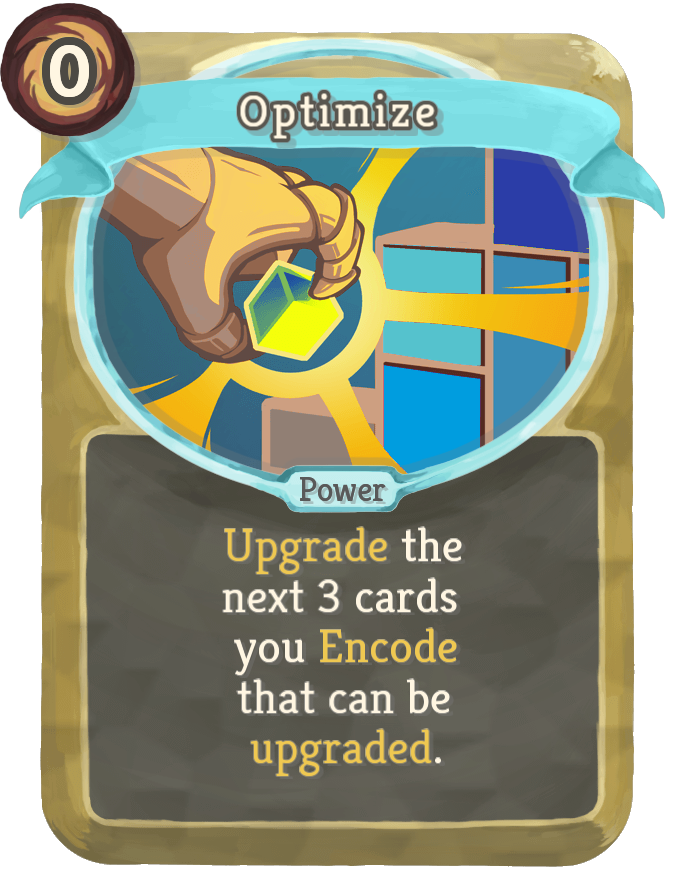 0
Optimize
Power
Upgrade the
next 3 cards
you Encode
that can be
upgraded.